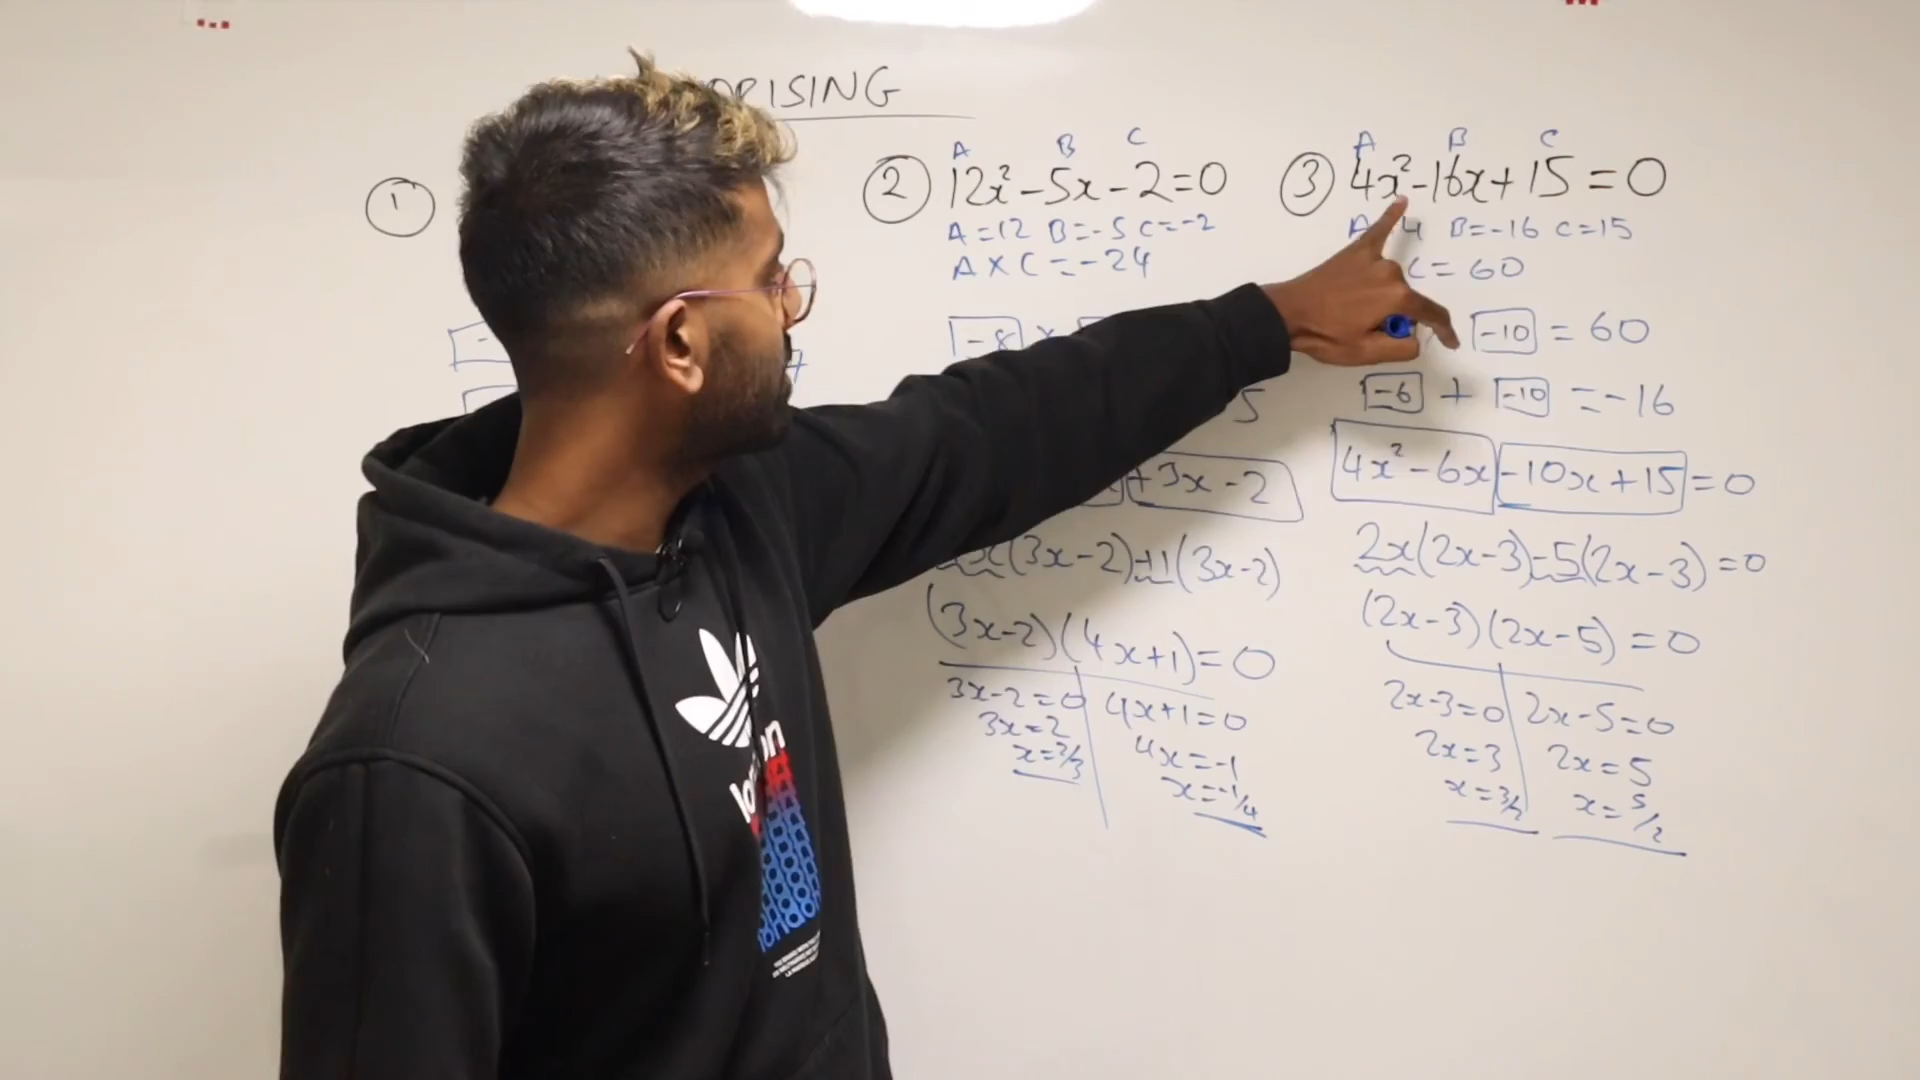 ①
②
12x²-5x-2=0
A B C
A=12 B=-5 C=-2
A×C=-24
+3x-2
(3x-2)+1(3x-2)
(3x-2)(4x+1)=0
3x-2=0
3x=2
x=2/3
4x+1=0
4x=-1
x=-1/4
③
A B C
4x²-16x+15=0
B=-16 C=15
C=60
-10 = 60
-6 + -10 = -16
4x²-6x-10x+15=0
2x(2x-3)-5(2x-3)=0
(2x-3)(2x-5)=0
2x-3=0
2x=3
x=3/2
2x-5=0
2x=5
x=5/2